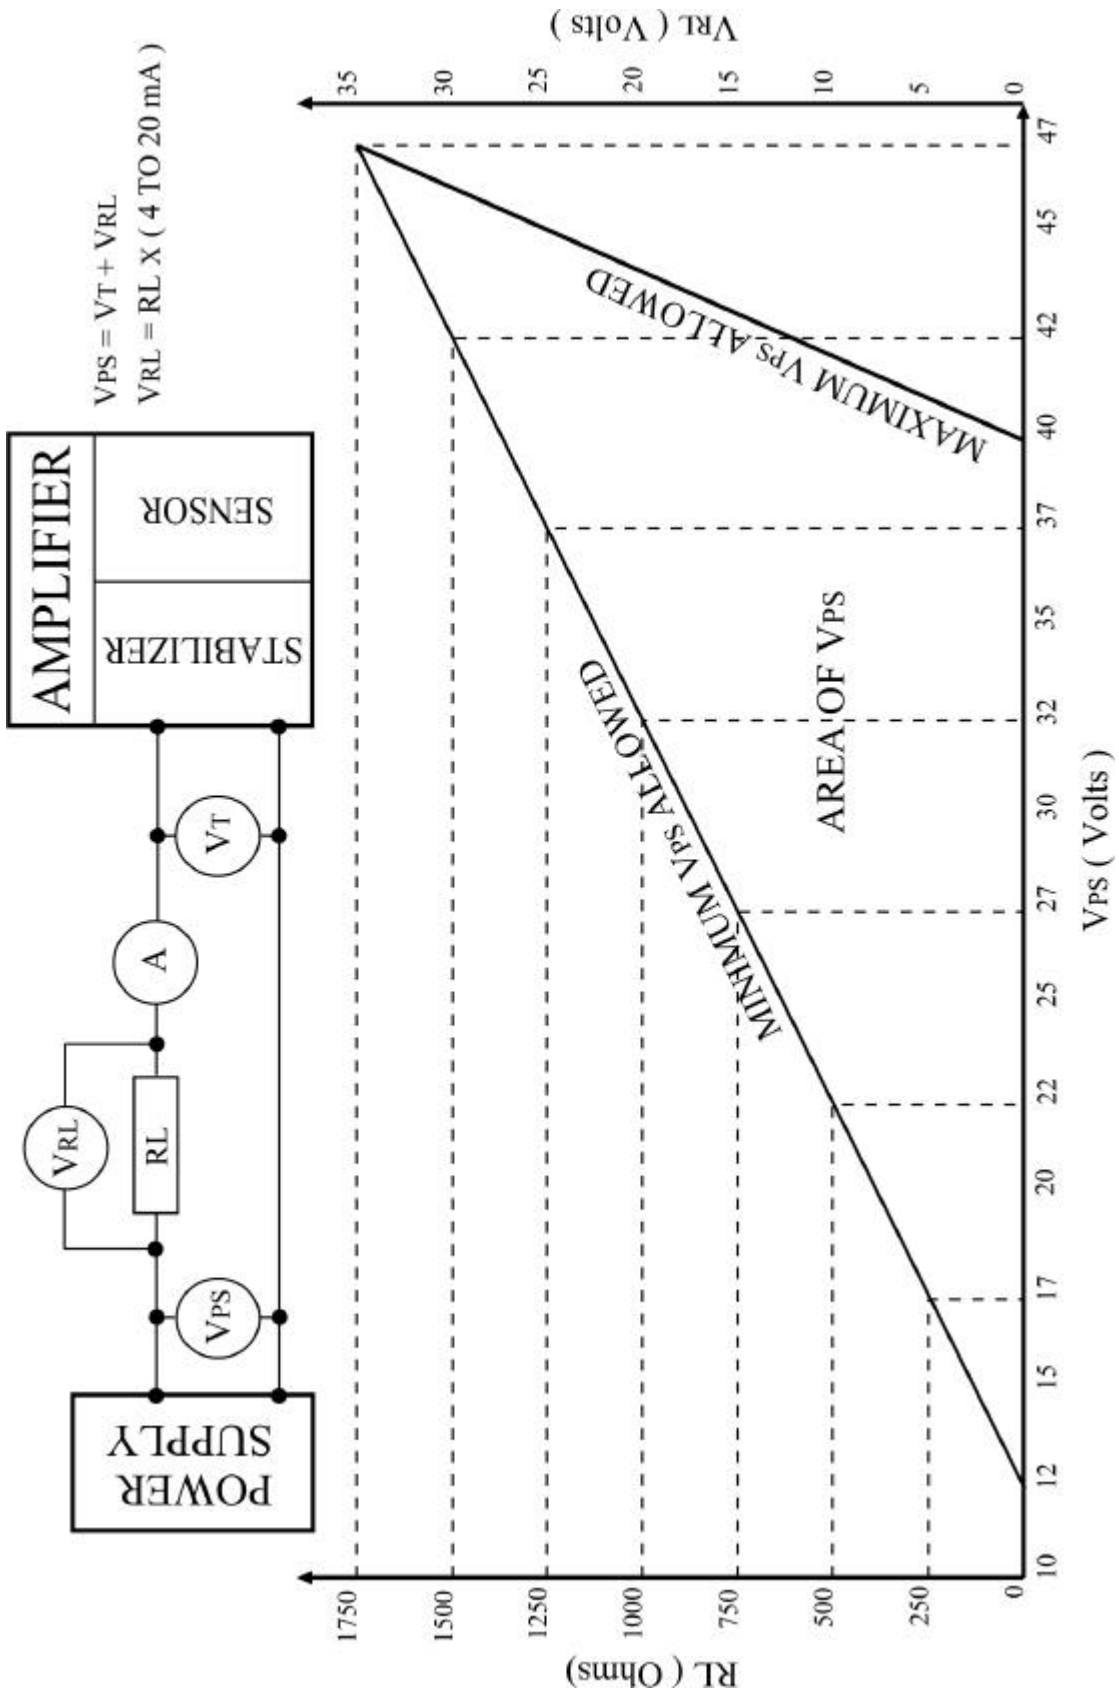 POWER
SUPPLY
VPS
VRL
RL
A
VT
AMPLIFIER
STABILIZER
SENSOR
VPS = VT + VRL
VRL = RL X ( 4 TO 20 mA )
RL ( Ohms)
1750
1500
1250
1000
750
500
250
0
MINIMUM VPS ALLOWED
AREA OF VPS
MAXIMUM VPS ALLOWED
VRL ( Volts )
35
30
25
20
15
10
5
0
10
12
15
17
20
22
25
27
30
32
35
37
40
42
45
47
VPS ( Volts )